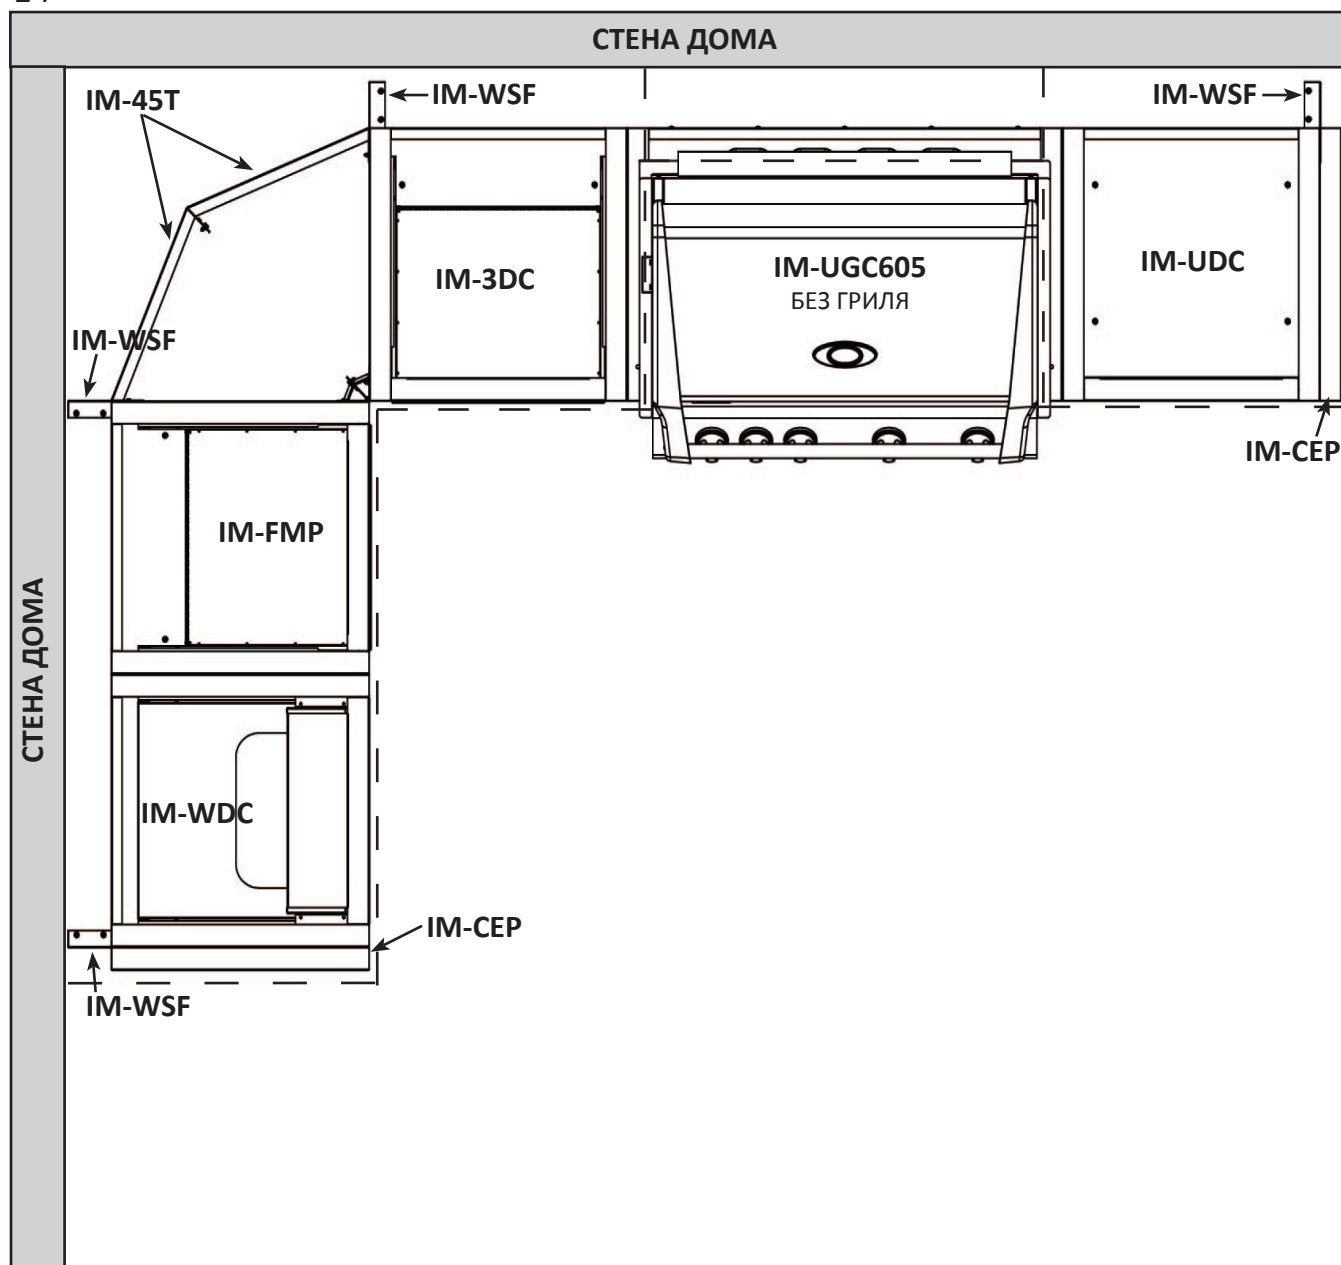 СТЕНА ДОМА
IM-45T
IM-WSF
IM-WSF
IM-3DC
IM-UGC605
БЕЗ ГРИЛЯ
IM-UDC
IM-WSF
IM-CEP
IM-FMP
СТЕНА ДОМА
IM-WDC
IM-CEP
IM-WSF